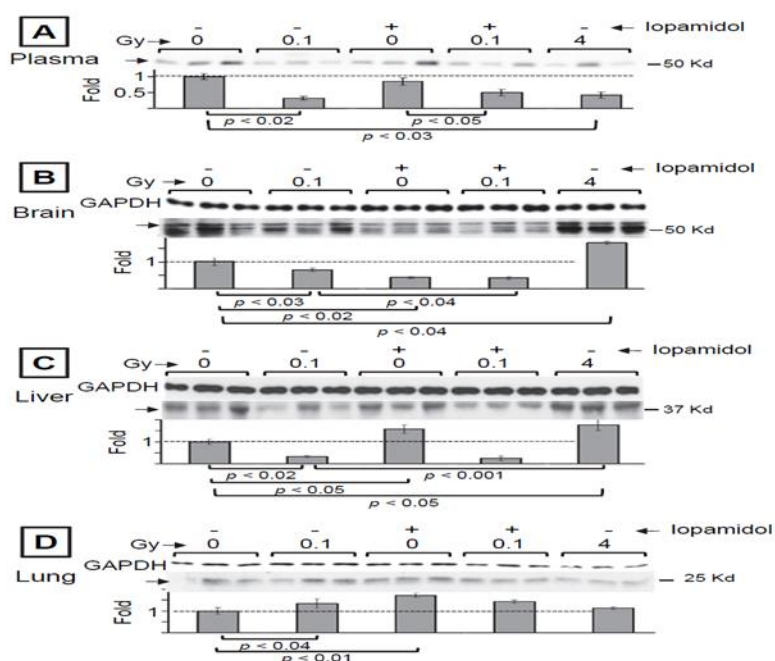 A - - + + - ← Iopamidol
Gy→ 0 0.1 0 0.1 4
Plasma → –50 Kd
Fold 1
0.5
p < 0.02 p < 0.05
p < 0.03
B - - + + - ← Iopamidol
Gy→ 0 0.1 0 0.1 4
Brain GAPDH
→ –50 Kd
Fold 1
p < 0.03 p < 0.04
p < 0.02
p < 0.04
C - - + + - ← Iopamidol
Gy→ 0 0.1 0 0.1 4
GAPDH
Liver → – 37 Kd
Fold 1
p < 0.02 p < 0.001
p < 0.05
p < 0.05
D - - + + - ← Iopamidol
Gy→ 0 0.1 0 0.1 4
GAPDH
Lung → – 25 Kd
Fold 1
p < 0.04
p < 0.01